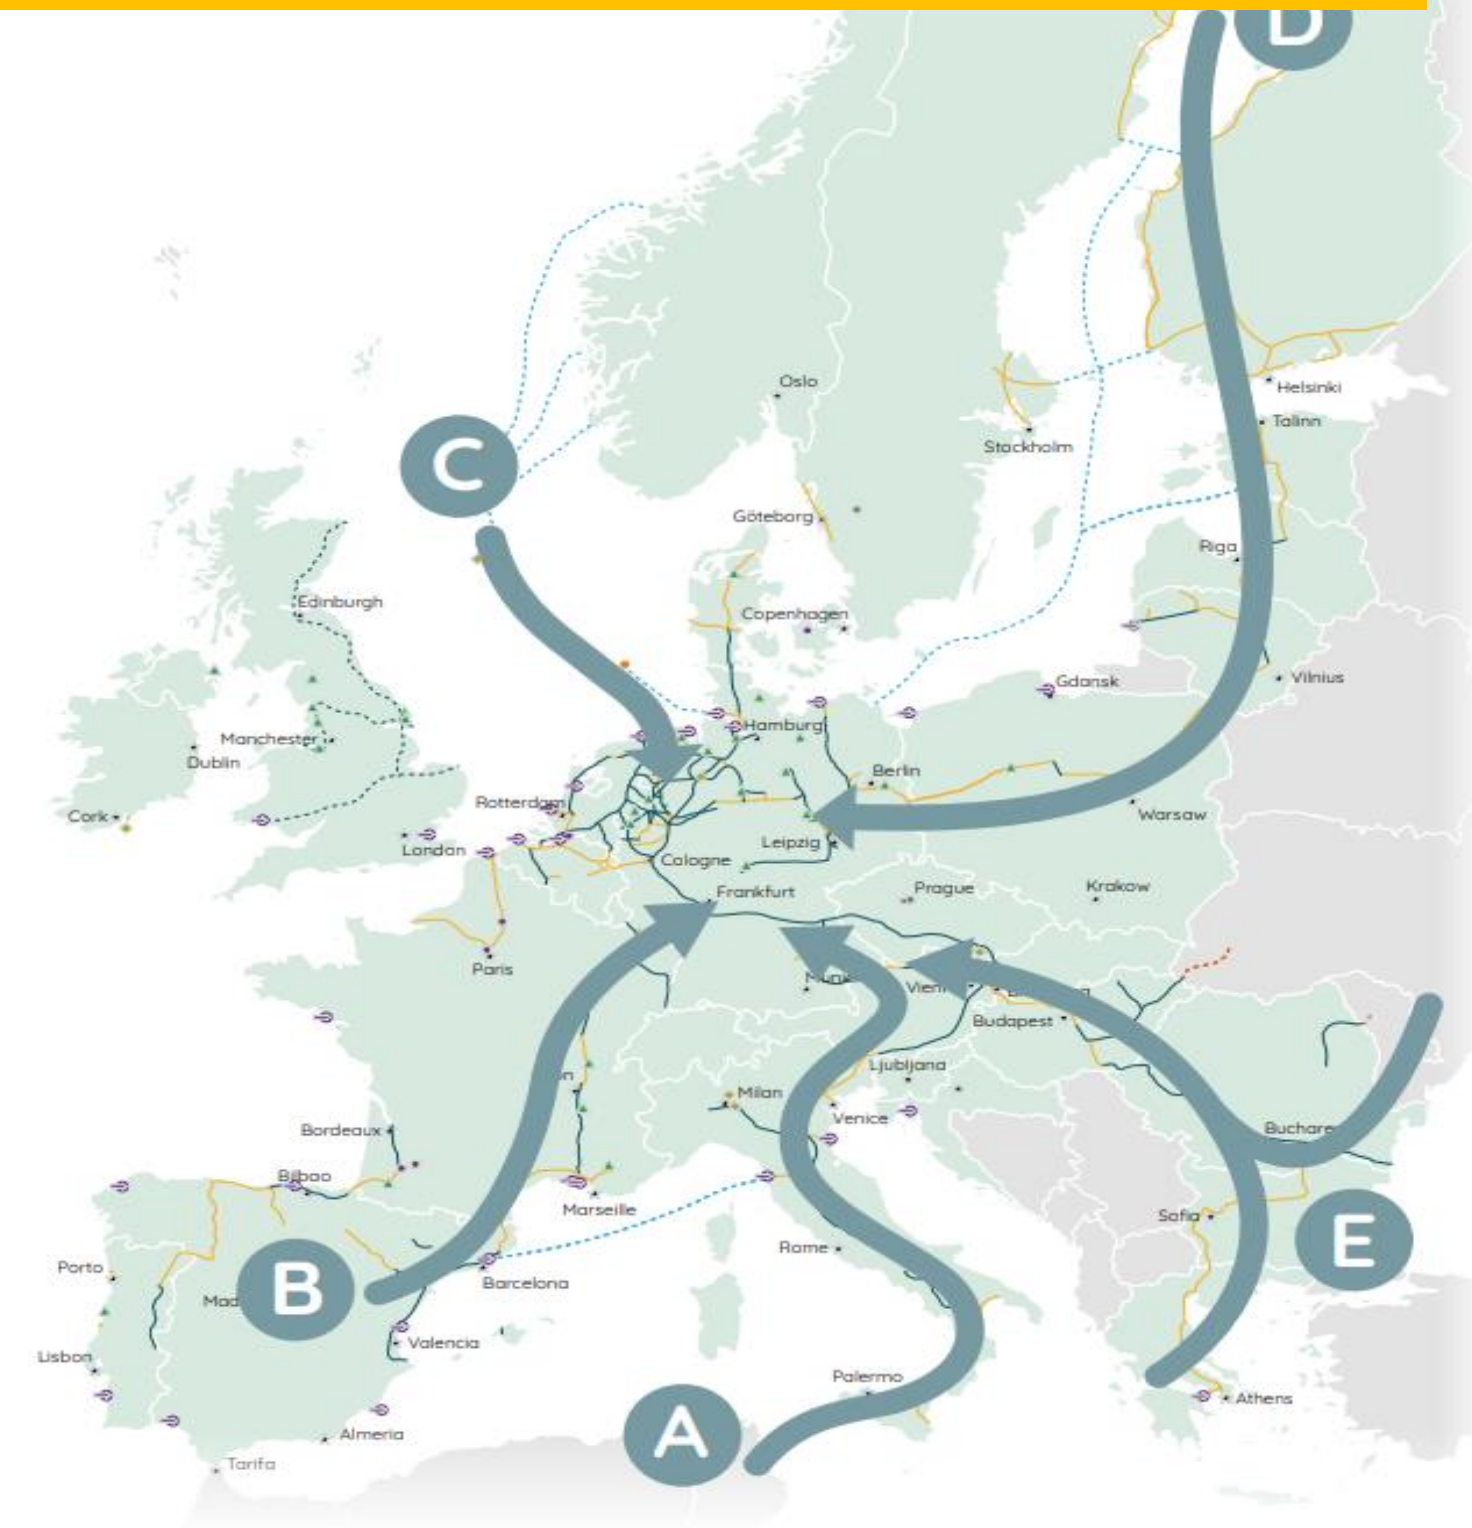 D
Oslo
Helsinki
Talinn
Stockholm
C
Göteborg
Riga
Edinburgh
Copenhagen
Gdansk
Vilnius
Hamburg
Manchester
Dublin
Berlin
Rotterdam
Cork
Warsaw
London
Leipzig
Cologne
Frankfurt
Prague
Krakow
Paris
Budapest
Ljubljana
Milan
Venice
Bordeaux
Bilbao
Marseille
Sofia
Rome
E
Porto
Barcelona
B
Valencia
Lisbon
Palermo
Athens
A
Almeria
Tarifa